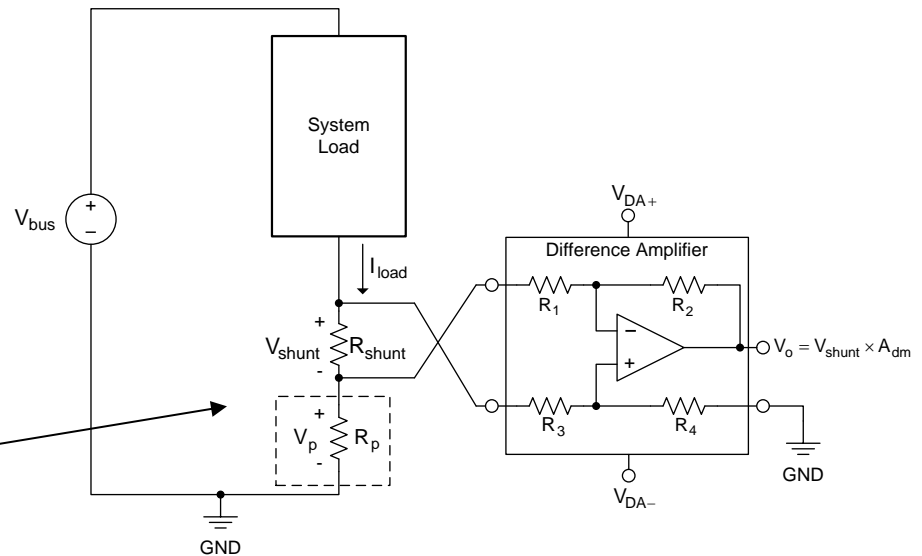 System
Load
V_DA+
V_bus
+
−
Difference Amplifier
I_load
R_1
R_2
+
V_shunt
R_shunt
-
−
+
V_o = V_shunt × A_dm
+
V_p
R_p
-
R_3
R_4
GND
V_DA−
GND